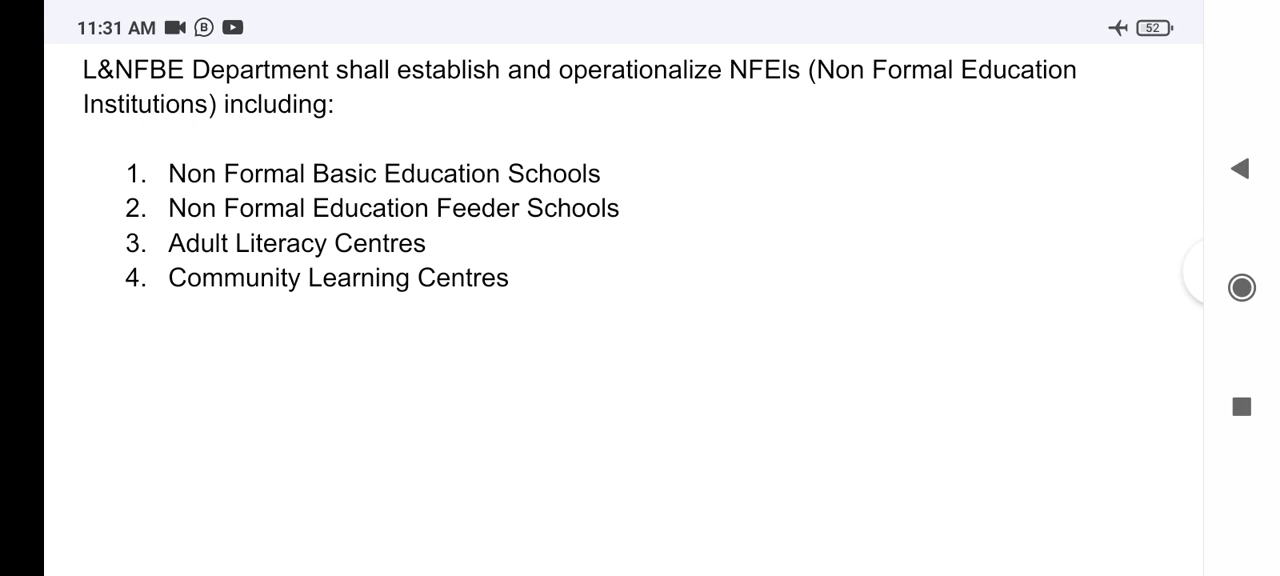 11:31 AM
52
L&NFBE Department shall establish and operationalize NFEIs (Non Formal Education
Institutions) including:
1. Non Formal Basic Education Schools
2. Non Formal Education Feeder Schools
3. Adult Literacy Centres
4. Community Learning Centres